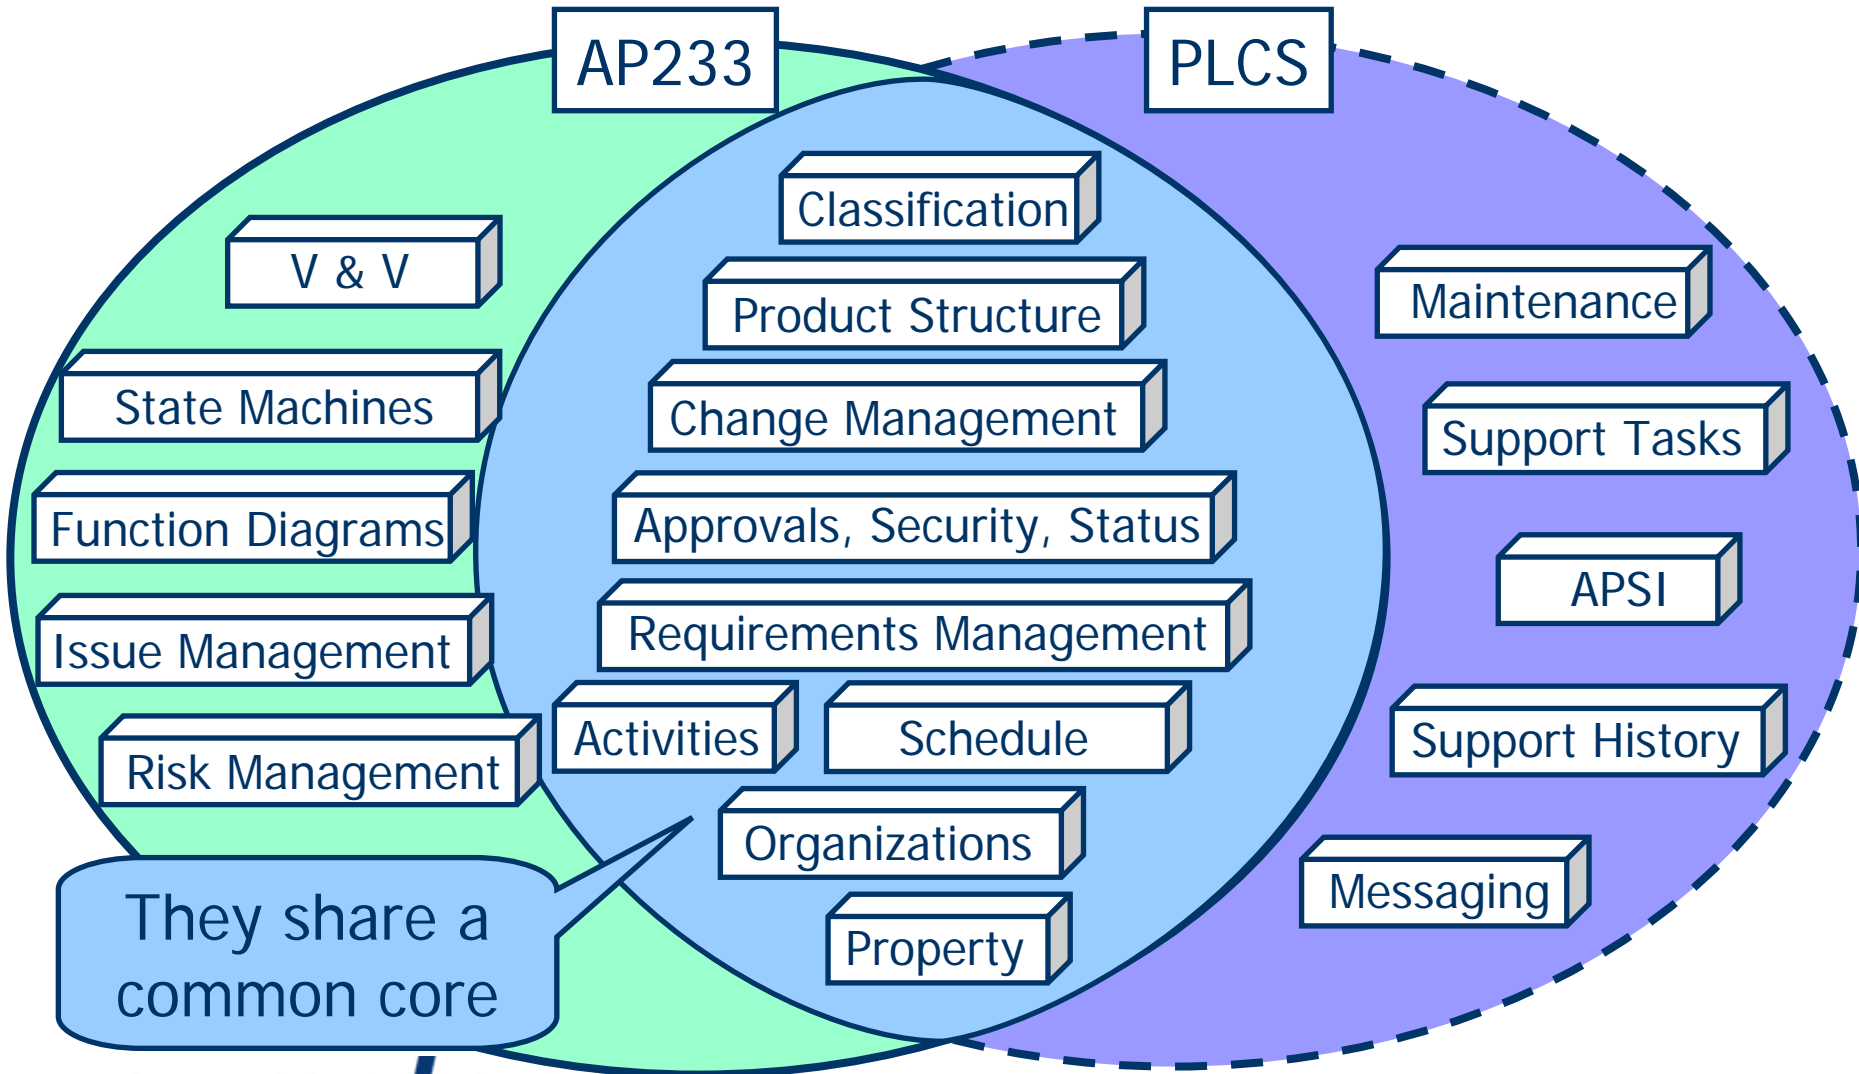 AP233
PLCS
Classification
V & V
Product Structure
Maintenance
State Machines
Change Management
Support Tasks
Function Diagrams
Approvals, Security, Status
APSI
Issue Management
Requirements Management
Activities
Schedule
Support History
Risk Management
Organizations
Messaging
Property
They share a
common core